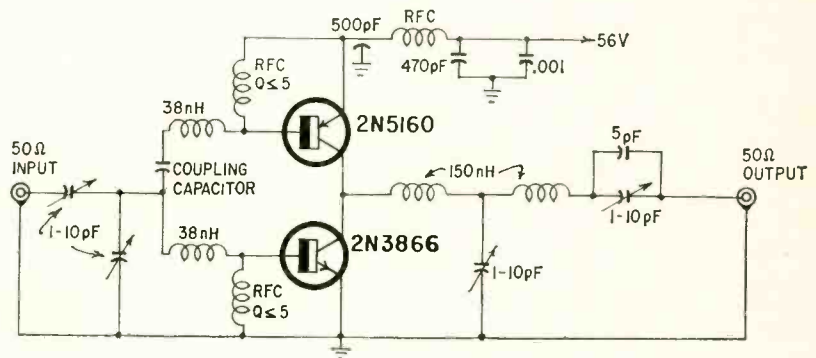 500pF
RFC
56V
470pF
.001
RFC
Q≤5
38nH
2N5160
50Ω
INPUT
COUPLING
CAPACITOR
1-10pF
38nH
2N3866
RFC
Q≤5
150nH
5pF
1-10pF
1-10pF
50Ω
OUTPUT